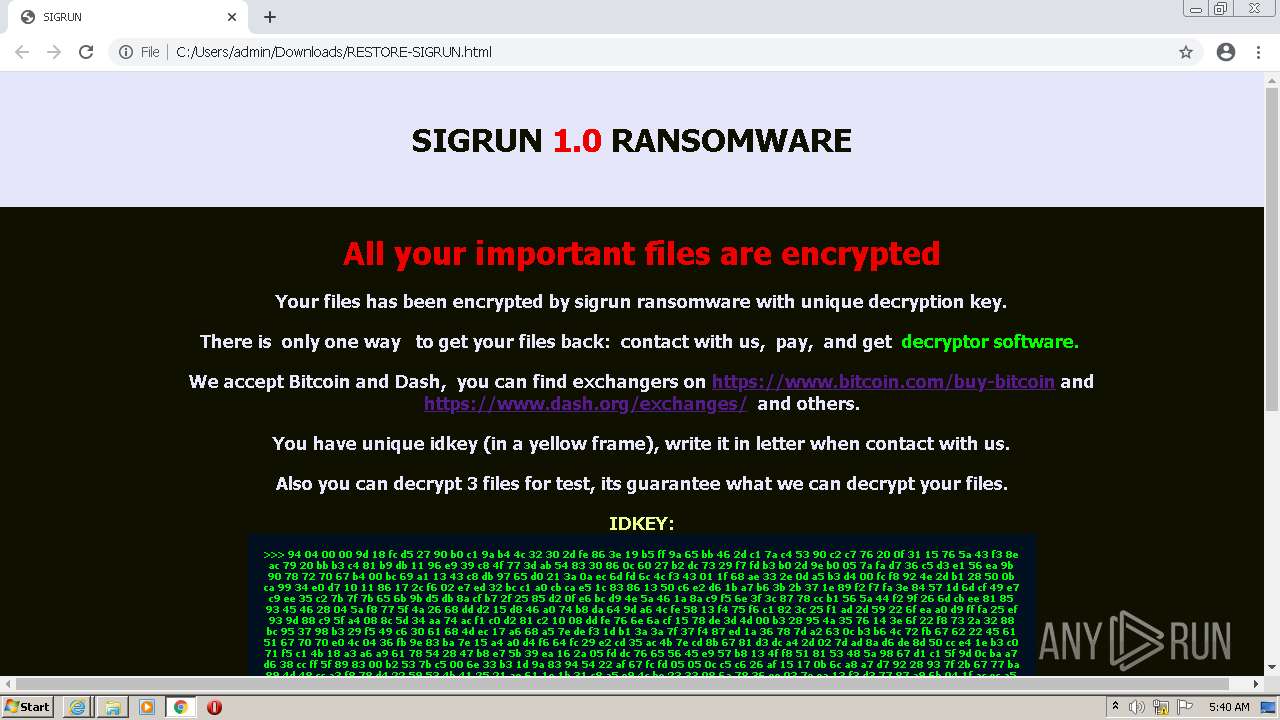 SIGRUN
File
C:/Users/admin/Downloads/RESTORE-SIGRUN.html
SIGRUN 1.0 RANSOMWARE
All your important files are encrypted
Your files has been encrypted by sigrun ransomware with unique decryption key.
There is only one way to get your files back: contact with us, pay, and get decryptor software.
We accept Bitcoin and Dash, you can find exchangers on https://www.bitcoin.com/buy-bitcoin and
https://www.dash.org/exchanges/ and others.
You have unique idkey (in a yellow frame), write it in letter when contact with us.
Also you can decrypt 3 files for test, its guarantee what we can decrypt your files.
IDKEY:
>>> 94 04 00 00 9d 18 fc d5 27 90 b0 c1 9a b4 4c 32 30 2d fe 86 3e 19 b5 ff 9a 65 bb 46 2d c1 7a c4 53 90 c2 c7 76 20 0f 31 15 76 5a 43 f3 8e
ac 79 20 bb b3 c4 81 b9 db 11 96 e9 39 c8 4f 77 3d ab 54 83 30 86 0c 60 27 b2 dc 73 29 f7 fd b3 b0 2d 9e b0 05 7a fa d7 36 c5 d3 e1 56 ea 9b
90 78 72 70 67 b4 00 bc 69 a1 13 43 c8 db 97 65 d0 21 3a 0a ec 6d fd 6c 4c f3 43 01 1f 68 ae 33 2e 0d a5 b3 d4 00 fc f8 92 4e 2d b1 28 50 0b
ca 99 34 e0 d7 10 11 86 17 2c f6 02 e7 ed 32 bc c1 a0 cb ca e5 1c 83 86 13 50 c6 e2 d6 1b a7 b6 3b 2b 37 1e 89 f2 f7 fa 3e 84 57 1d 6d cf 49 e7
c9 ee 35 c2 7b 7f 7b 65 6b 9b d5 db 8a cf b7 2f 25 85 d2 0f e6 bc d9 4e 5a 46 1a 8a c9 f5 6e 3f 3c 87 78 cc b1 56 5a 44 f2 9f 26 6d cb ee 81 85
93 45 46 28 04 5a f8 77 5f 4a 26 68 dd d2 15 d8 46 a0 74 b8 da 64 9d a6 4c fe 58 13 f4 75 f6 c1 82 3c 25 f1 ad 2d 59 22 6f ea a0 d9 ff fa 25 ef
93 9d 88 c9 5f a4 08 8c 5d 34 aa 74 ac f1 c0 d2 81 c2 10 08 dd fe 76 6e 6a cf 15 78 de 3d 4d 00 b3 28 95 4a 35 76 14 3e 6f 22 f8 73 2a 32 88
bc 95 37 98 b3 29 f5 49 c6 30 61 68 4d ec 17 a6 68 a5 7e de f3 1d b1 3a 3a 7f 37 f4 87 ed 1a 36 78 7d a2 63 0c b3 b6 4c 72 fb 67 62 22 45 61
51 67 70 70 e0 4c 04 36 fb 9e 83 ba 7e 15 a4 a0 d4 f6 64 fc 29 e2 cd 35 ac 4b 7e cd 8b 67 81 d3 dc a4 2d 02 7d ad 8a d6 de 8d 50 cc e4 1e b3 c0
71 f5 c1 4b 18 a3 a6 a9 61 78 54 28 47 b8 e7 5b 39 ea 16 2a 05 fd dc 76 65 56 45 e9 57 b8 13 4f f8 51 81 53 48 5a 98 67 d1 c1 5f 9d 0c ba a7
d6 38 cc ff 5f 89 83 00 b2 53 7b c5 00 6e 33 b3 1d 9a 83 94 54 22 af 67 fc fd 05 05 0c c5 c6 26 af 15 17 0b 6c a8 a7 d7 92 28 93 7f 2b 67 77 ba
ANY RUN
Start
5:40 AM